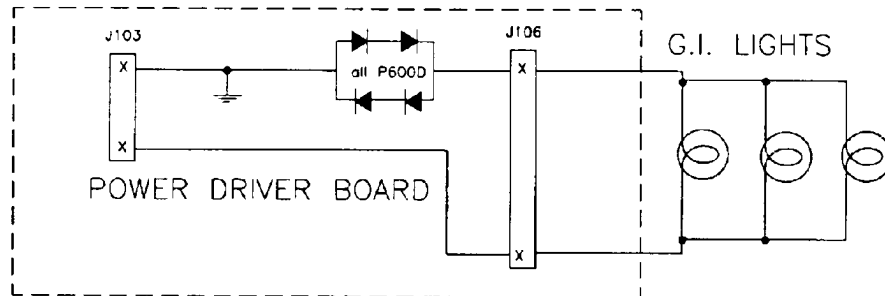 J103
J106
G.I. LIGHTS
X
all P600D
X
X
POWER DRIVER BOARD
X